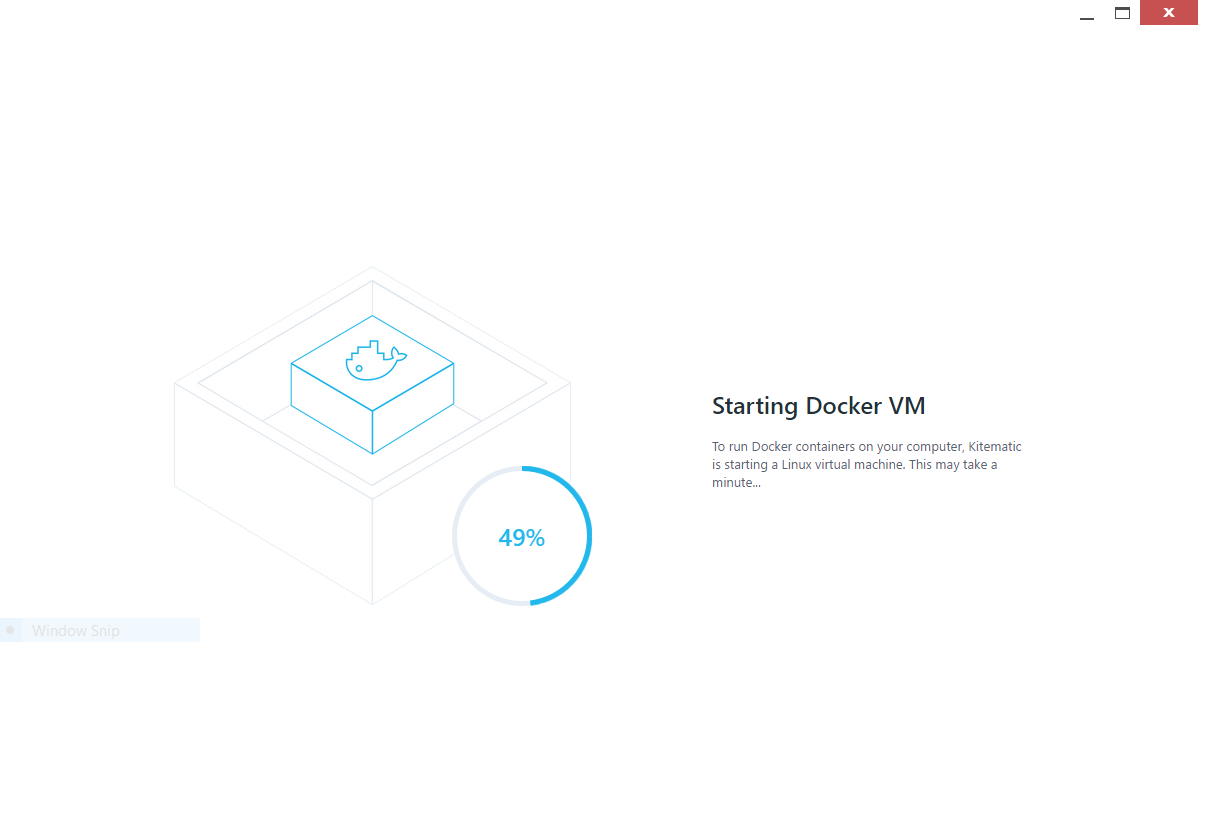 Starting Docker VM
To run Docker containers on your computer, Kitematic
is starting a Linux virtual machine. This may take a
minute...
49%
Window Snip